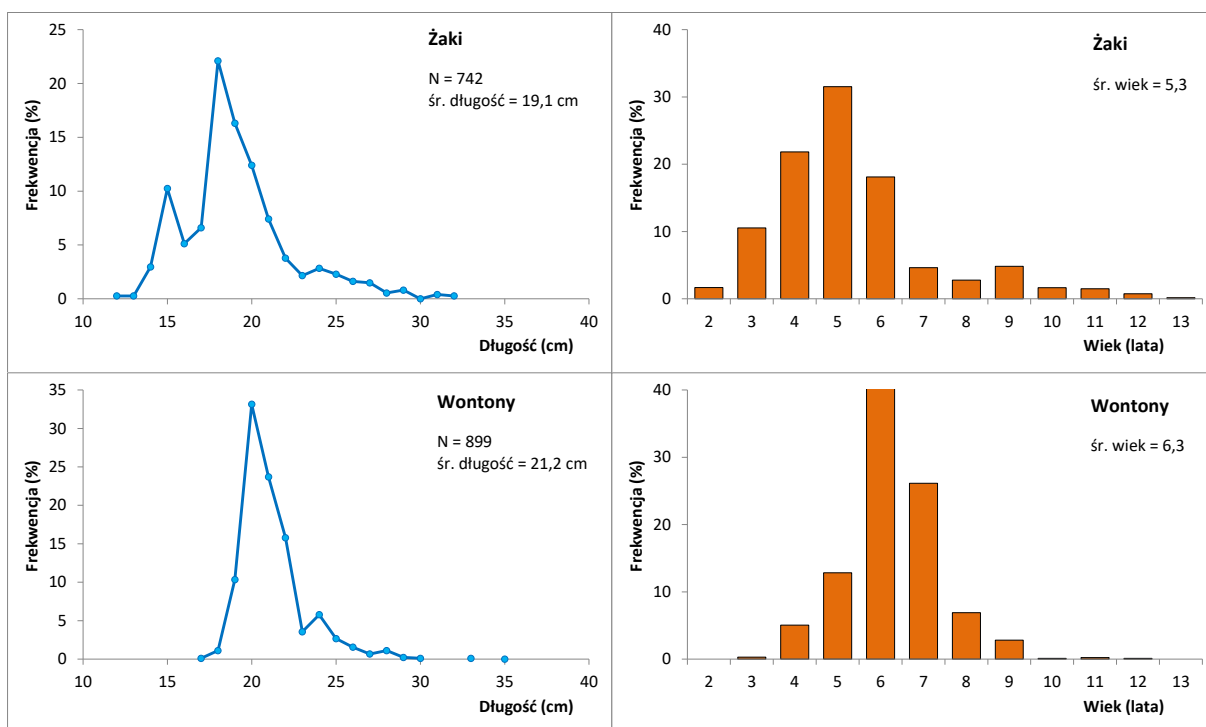 Żaki
N = 742
śr. długość = 19,1 cm
Frekwencja (%)
25
20
15
10
5
0
10 15 20 25 30 35 40
Długość (cm)
Żaki
śr. wiek = 5,3
Frekwencja (%)
40
30
20
10
0
2 3 4 5 6 7 8 9 10 11 12 13
Wiek (lata)
Wontony
N = 899
śr. długość = 21,2 cm
Frekwencja (%)
35
30
25
20
15
10
5
0
10 15 20 25 30 35 40
Długość (cm)
Wontony
śr. wiek = 6,3
Frekwencja (%)
40
30
20
10
0
2 3 4 5 6 7 8 9 10 11 12 13
Wiek (lata)